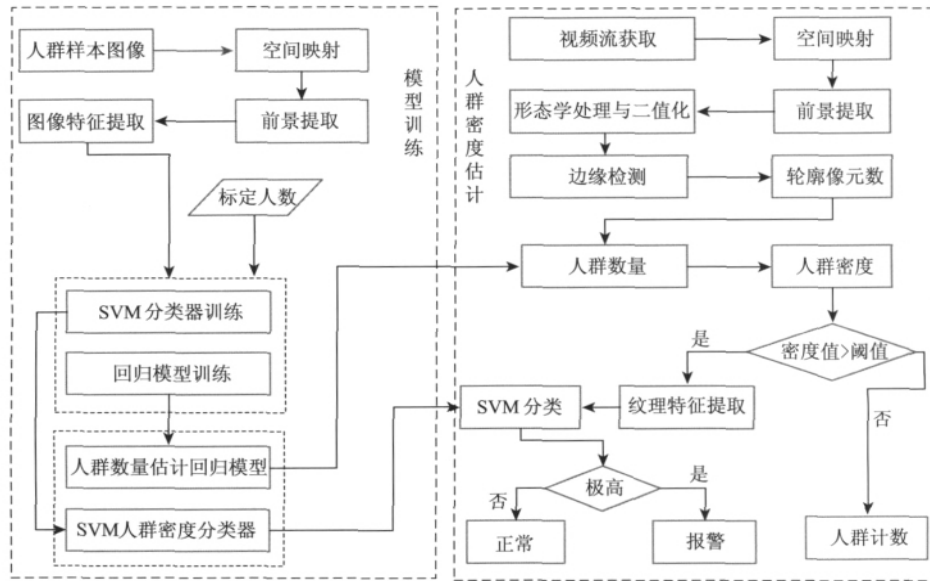 人群样本图像
空间映射
图像特征提取
前景提取
模型训练
标定人数
SVM分类器训练
回归模型训练
人群数量估计回归模型
SVM人群密度分类器
人群密度估计
视频流获取
空间映射
形态学处理与二值化
前景提取
边缘检测
轮廓像元数
人群数量
人群密度
密度值>阈值
是
否
SVM分类
纹理特征提取
极高
否
是
正常
报警
人群计数